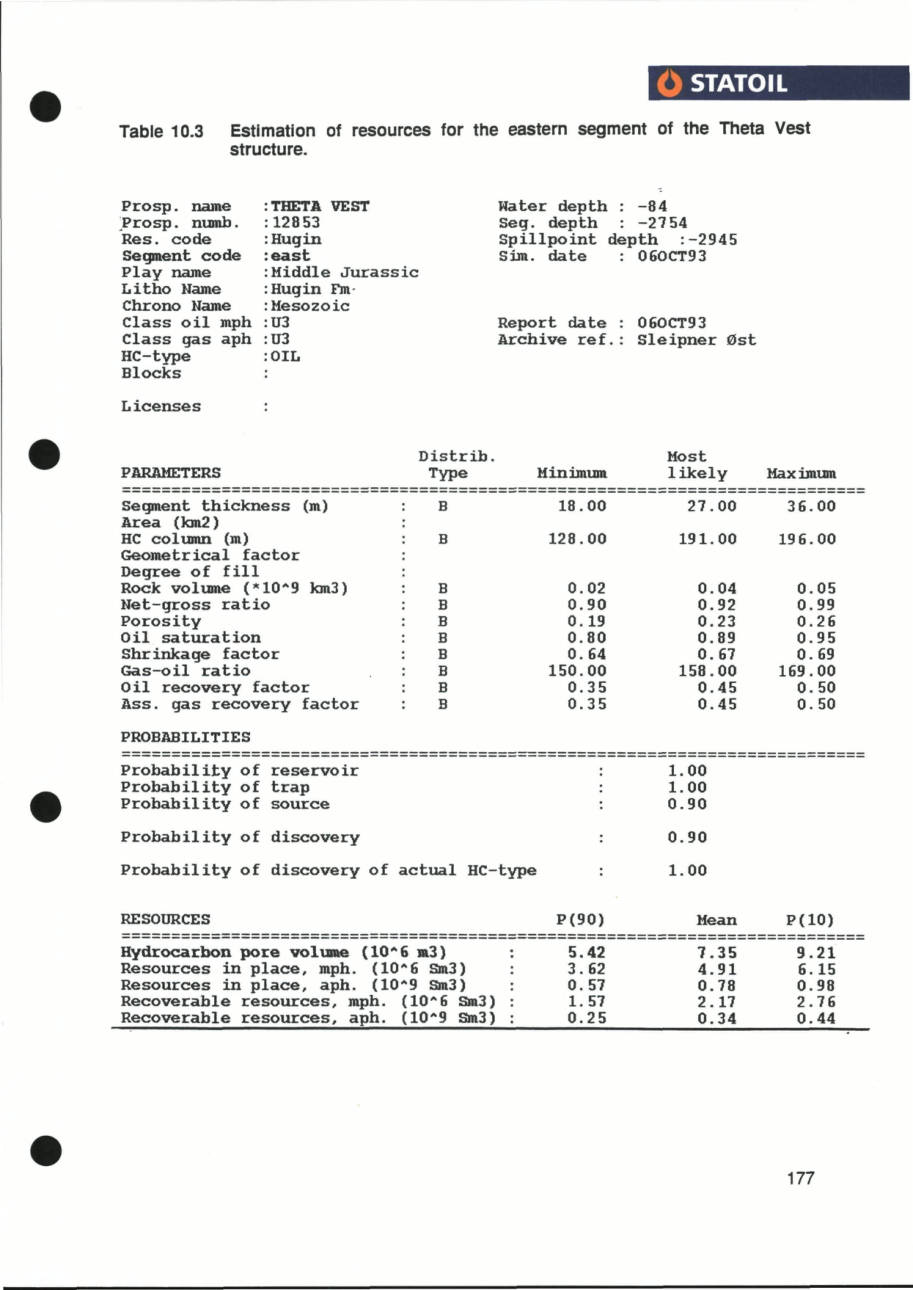 STATOIL
Table 10.3 Estimation of resources for the eastern segment of the Theta Vest
structure.
Prosp. name :THETA VEST Water depth : -84
Prosp. numb. :12853 Seg. depth : -2754
Res. code :Hugin Spillpoint depth :-2945
Segment code :east Sim. date : 06OCT93
Play name :Middle Jurassic
Litho Name :Hugin Fm.
Chrono Name :Mesozoic
Class oil mph :U3 Report date : 06OCT93
Class gas aph :U3 Archive ref.: Sleipner Øst
HC-type :OIL
Blocks :
Licenses :
Distrib. Most
PARAMETERS Type Minimum likely Maximum
Segment thickness (m) : B 18.00 27.00 36.00
Area (km2) :
HC column (m) : B 128.00 191.00 196.00
Geometrical factor :
Degree of fill :
Rock volume (*10^9 km3) : B 0.02 0.04 0.05
Net-gross ratio : B 0.90 0.92 0.99
Porosity : B 0.19 0.23 0.26
Oil saturation : B 0.80 0.89 0.95
Shrinkage factor : B 0.64 0.67 0.69
Gas-oil ratio : B 150.00 158.00 169.00
Oil recovery factor : B 0.35 0.45 0.50
Ass. gas recovery factor : B 0.35 0.45 0.50
PROBABILITIES
Probability of reservoir : 1.00
Probability of trap : 1.00
Probability of source : 0.90
Probability of discovery : 0.90
Probability of discovery of actual HC-type : 1.00
RESOURCES P(90) Mean P(10)
Hydrocarbon pore volume (10^6 m3) : 5.42 7.35 9.21
Resources in place, mph. (10^6 Sm3) : 3.62 4.91 6.15
Resources in place, aph. (10^9 Sm3) : 0.57 0.78 0.98
Recoverable resources, mph. (10^6 Sm3) : 1.57 2.17 2.76
Recoverable resources, aph. (10^9 Sm3) : 0.25 0.34 0.44
177